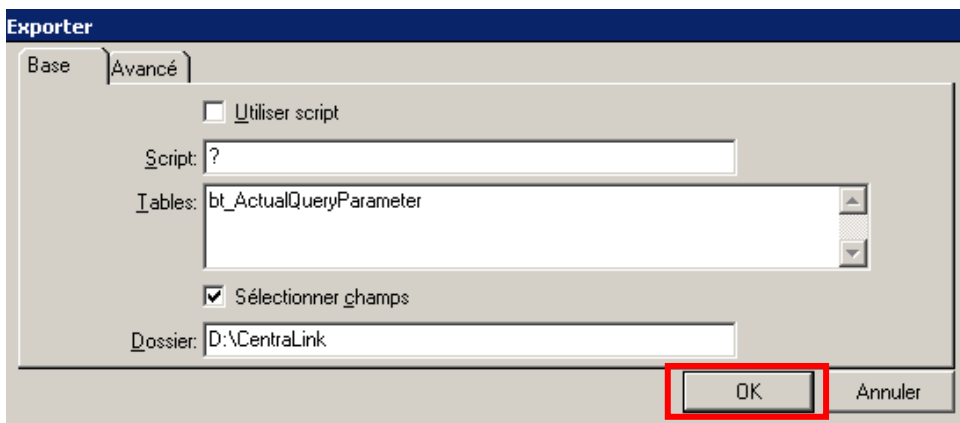 Exporter
Base Avancé
Utiliser script
Script: ?
Tables: bt_ActualQueryParameter
Sélectionner champs
Dossier: D:\CentraLink
OK Annuler